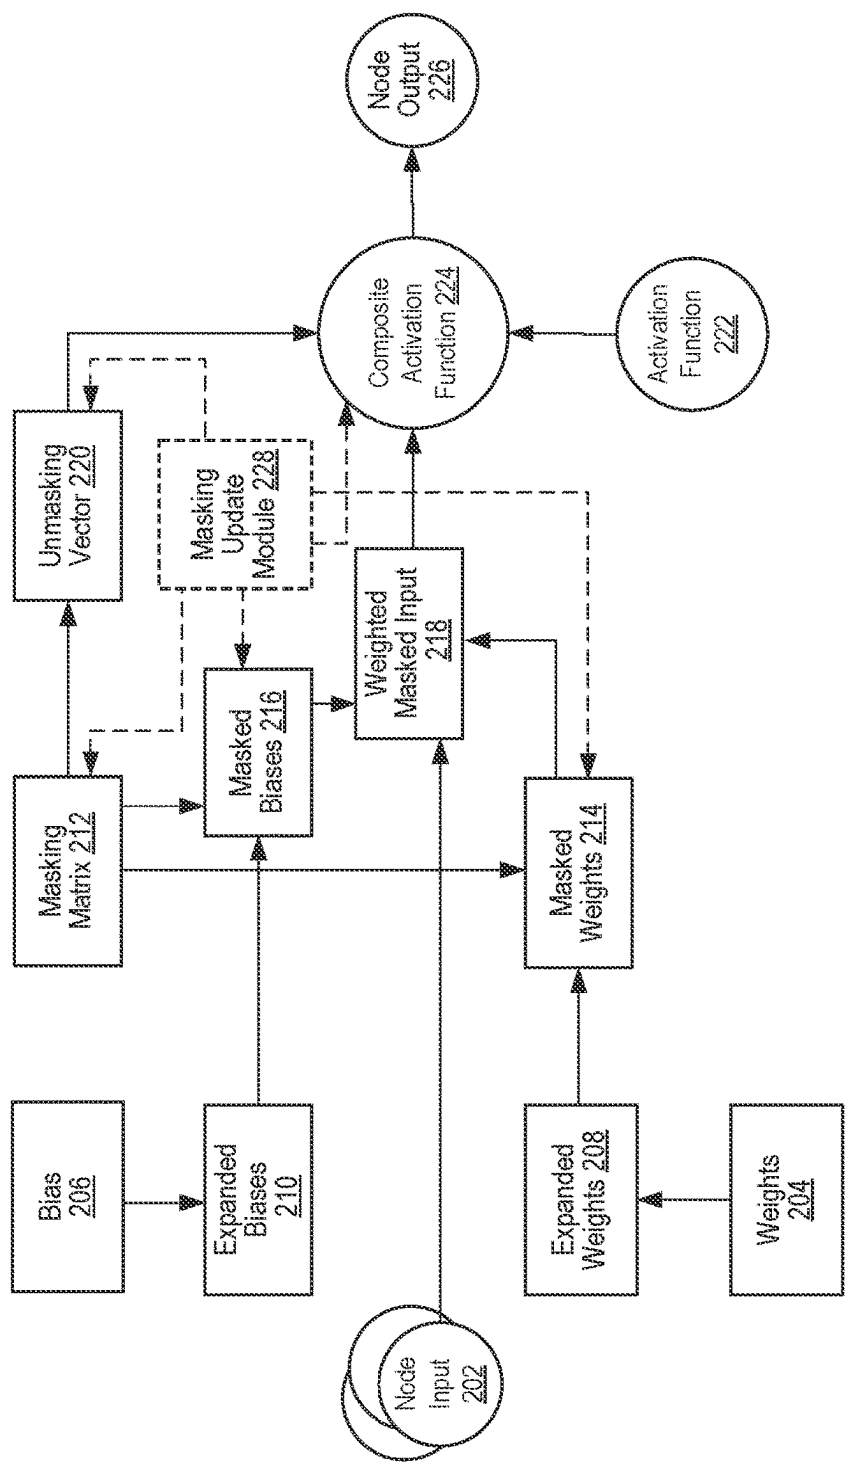 Bias
206
Expanded
Biases
210
Node
Input
202
Expanded
Weights 208
Weights
204
Masking
Matrix 212
Masked
Biases 216
Masked
Weights 214
Unmasking
Vector 220
Masking
Update
Module 228
Weighted
Masked Input
218
Composite
Activation
Function 224
Activation
Function
222
Node
Output
226